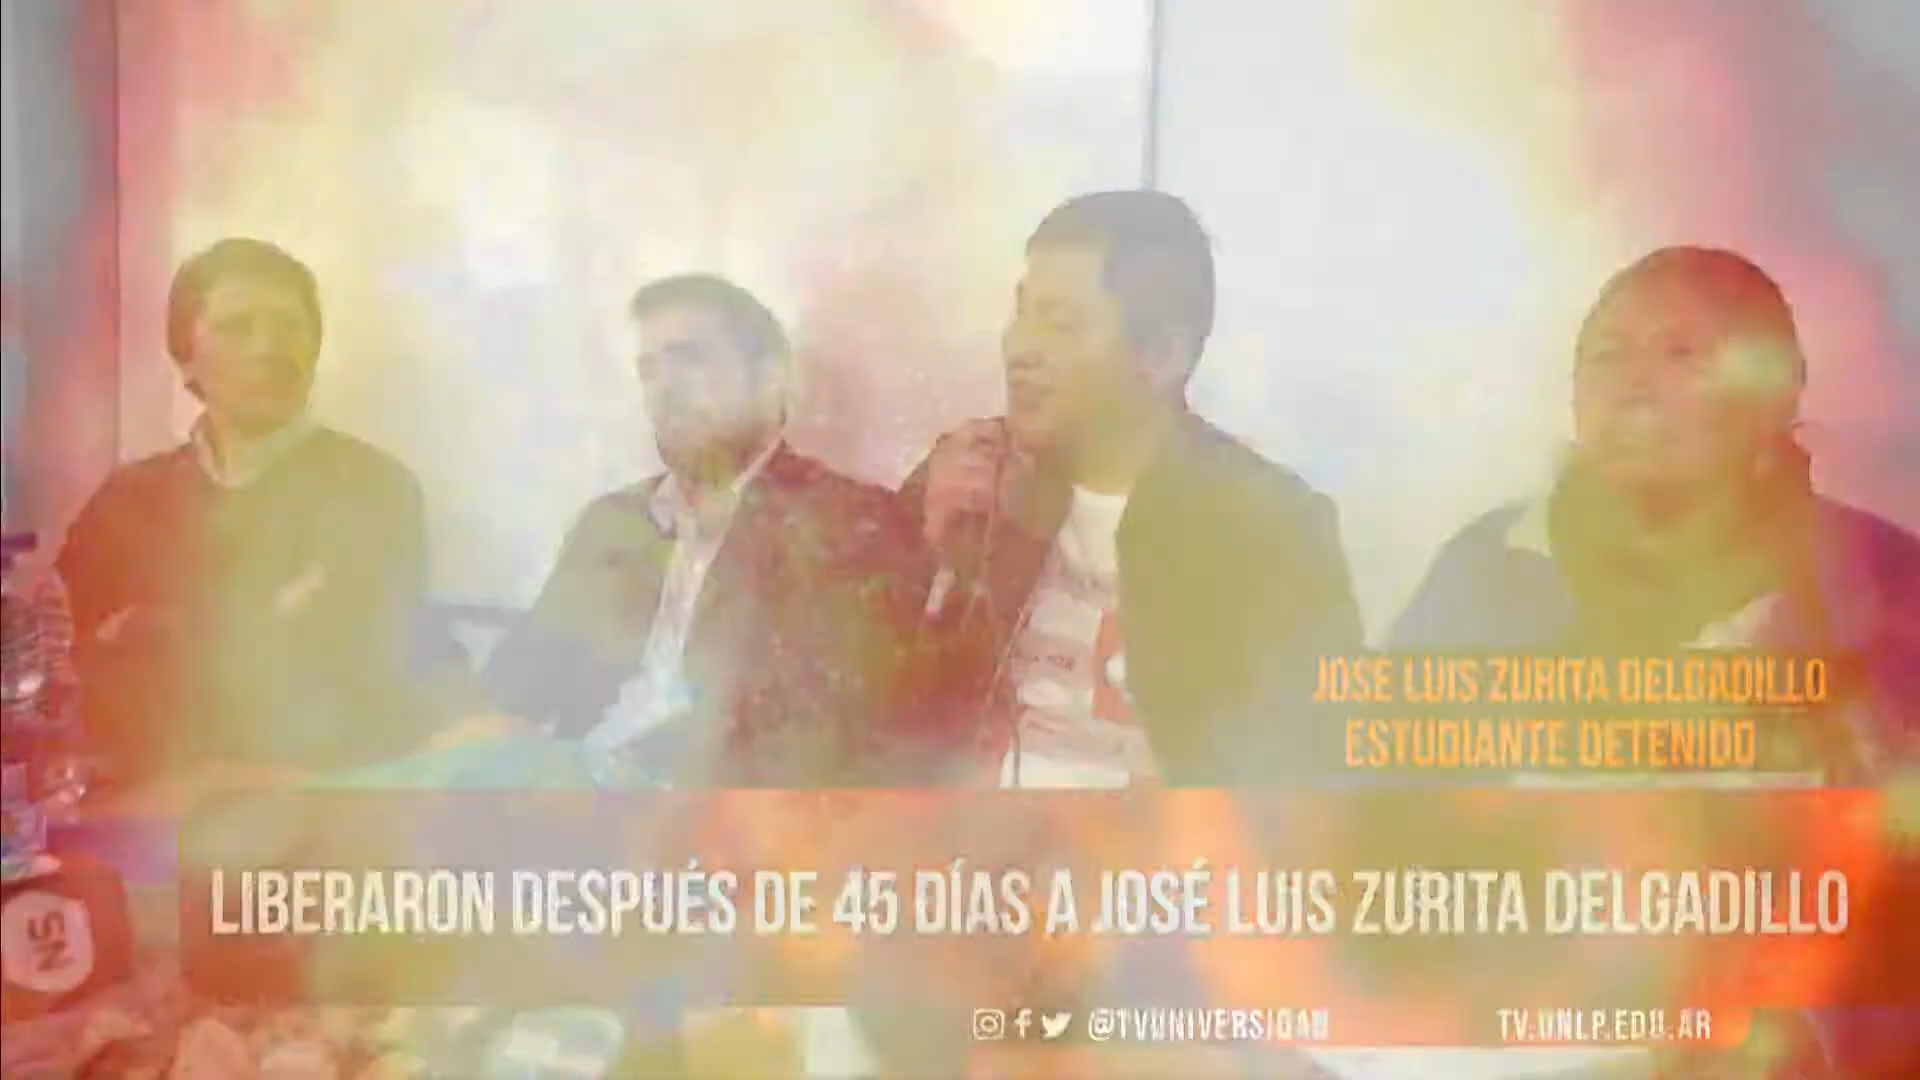 JOSE LUIS ZURITA DELGADILLO
ESTUDIANTE DETENIDO
LIBERARON DESPUÉS DE 45 DÍAS A JOSÉ LUIS ZURITA DELGADILLO
@TVUNIVERSIDAD TV.UNLP.EDU.AR
SN